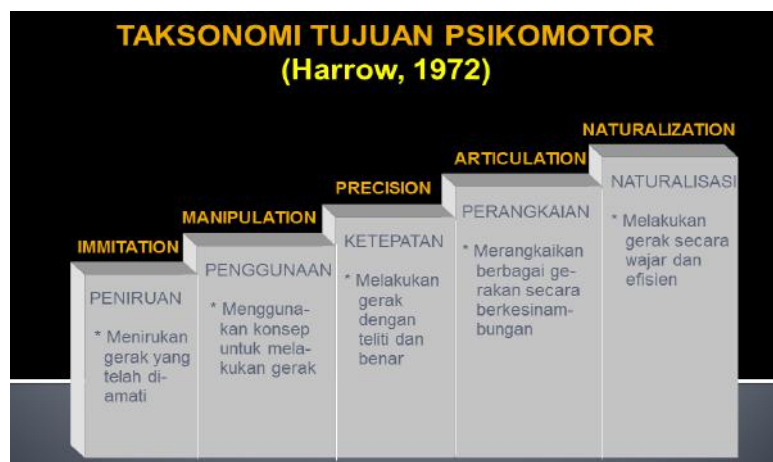 TAKSONOMI TUJUAN PSIKOMOTOR
(Harrow, 1972)
IMMITATION
PENIRUAN
* Menirukan
gerak yang
telah di-
amati
MANIPULATION
PENGGUNAAN
* Mengguna-
kan konsep
untuk mela-
kukan gerak
PRECISION
KETEPATAN
* Melakukan
gerak
dengan
teliti dan
benar
ARTICULATION
PERANGKAIAN
* Merangkaikan
berbagai ge-
rakan secara
berkesinam-
bungan
NATURALIZATION
NATURALISASI
* Melakukan
gerak secara
wajar dan
efisien